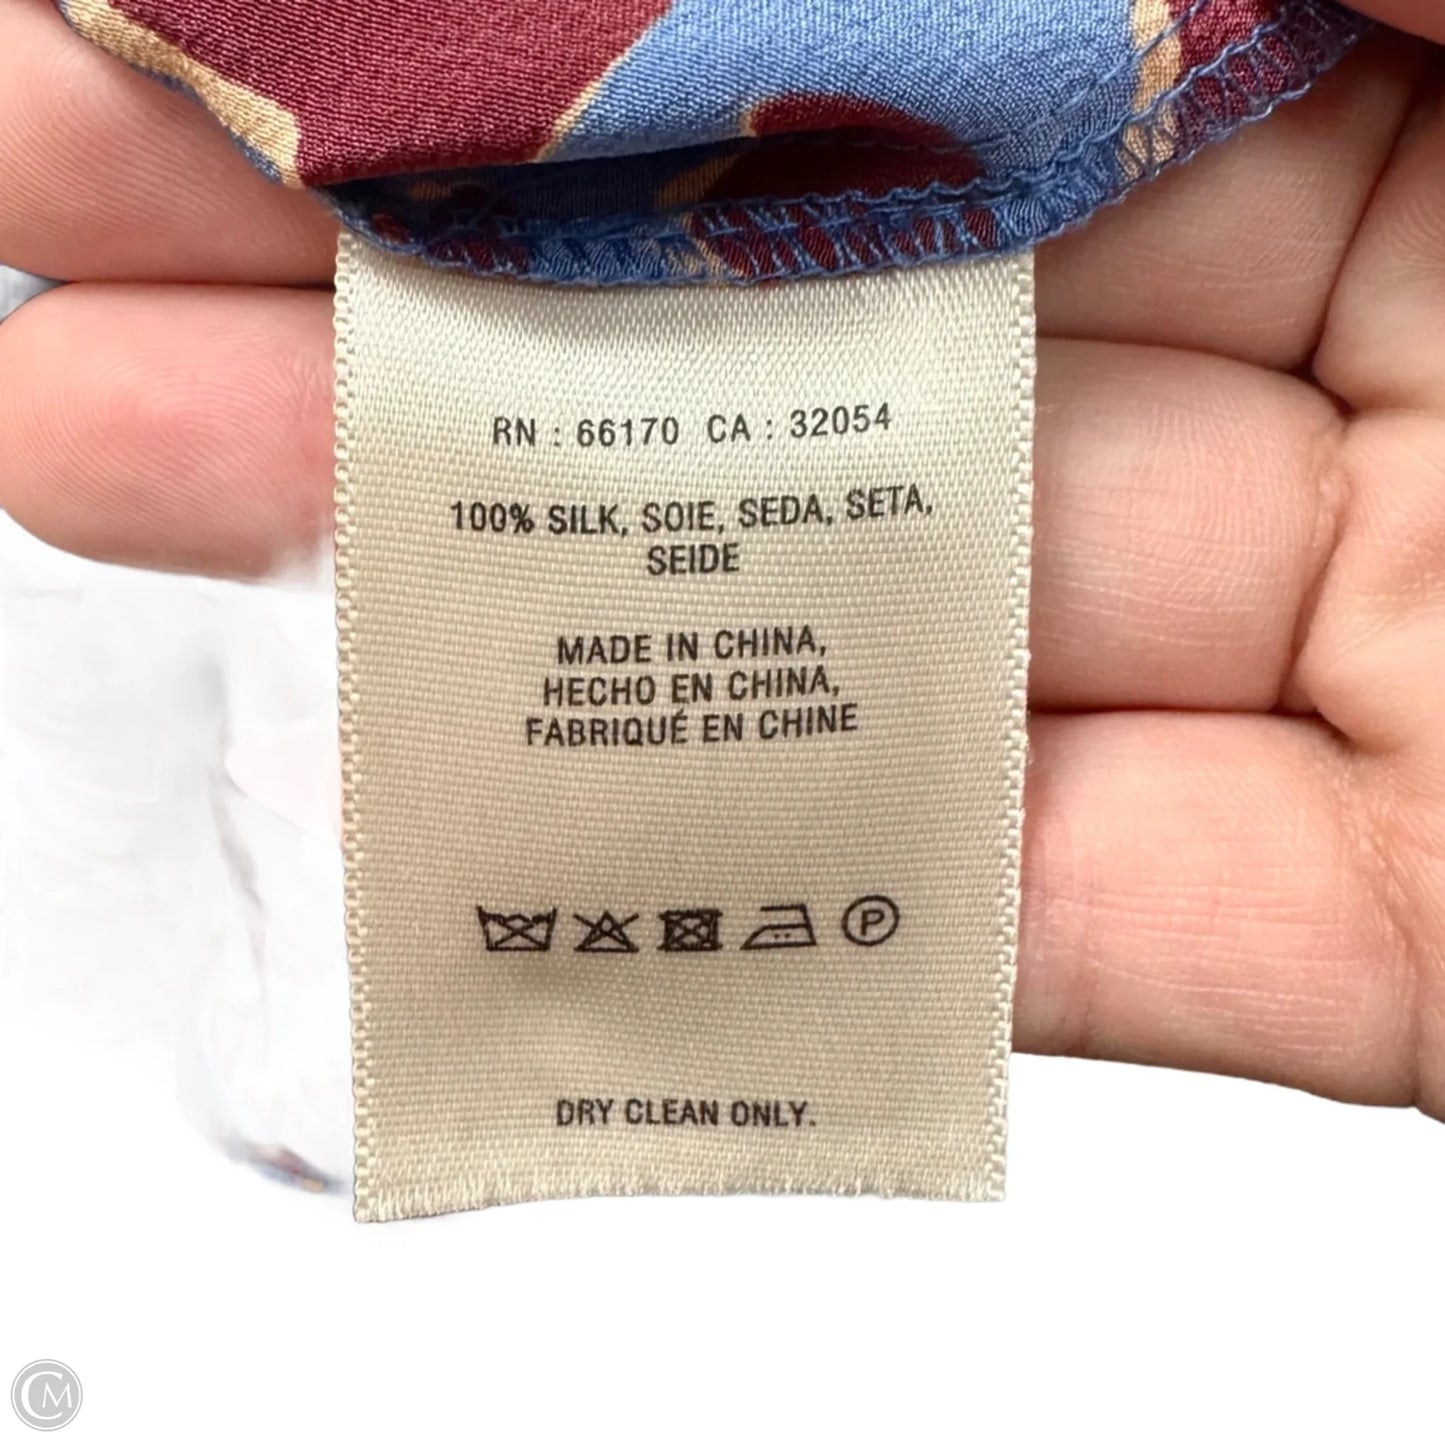 RN : 66170 CA : 32054
100% SILK, SOIE, SEDA, SETA,
SEIDE
MADE IN CHINA,
HECHO EN CHINA,
FABRIQUÉ EN CHINE
P
DRY CLEAN ONLY.
CM